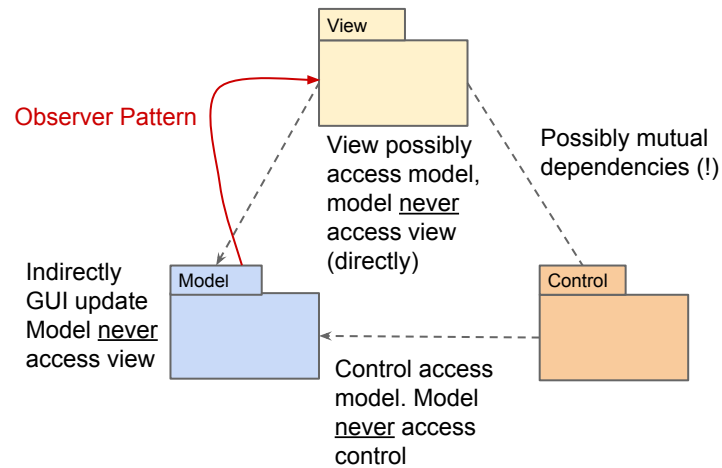 View
Observer Pattern
View possibly
access model,
model never
access view
(directly)
Possibly mutual
dependencies (!)
Indirectly
GUI update
Model never
access view
Model
Control
Control access
model. Model
never access
control